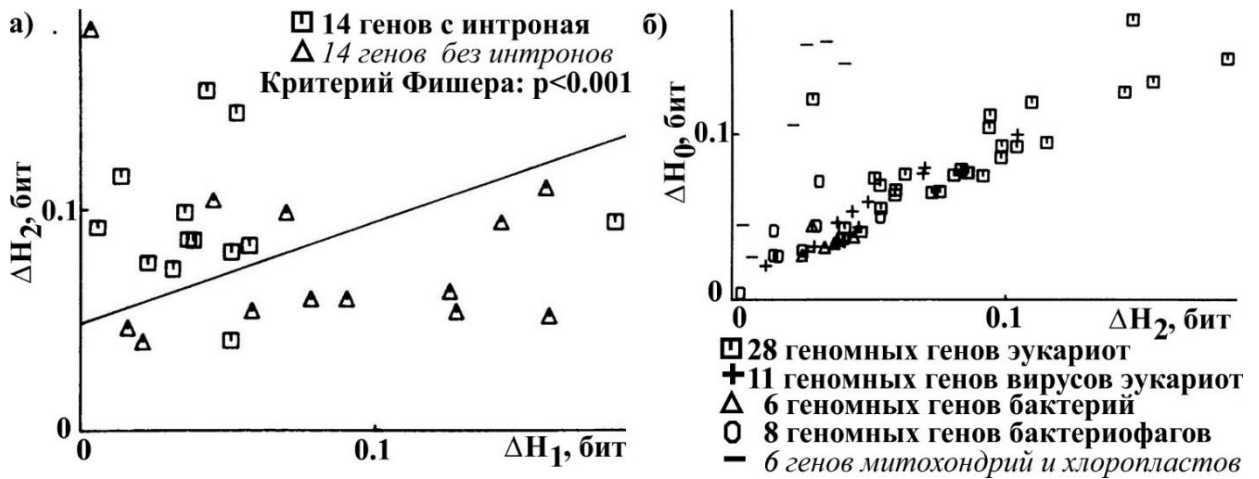 а)
14 генов с интроная
14 генов без интронов
Критерий Фишера: p<0.001
ΔH2, бит
0.1
0
0
0.1
ΔH1, бит
б)
ΔH0, бит
0.1
0
0
0.1
ΔH2, бит
28 геномных генов эукариот
11 геномных генов вирусов эукариот
6 геномных генов бактерий
8 геномных генов бактериофагов
6 генов митохондрий и хлоропластов